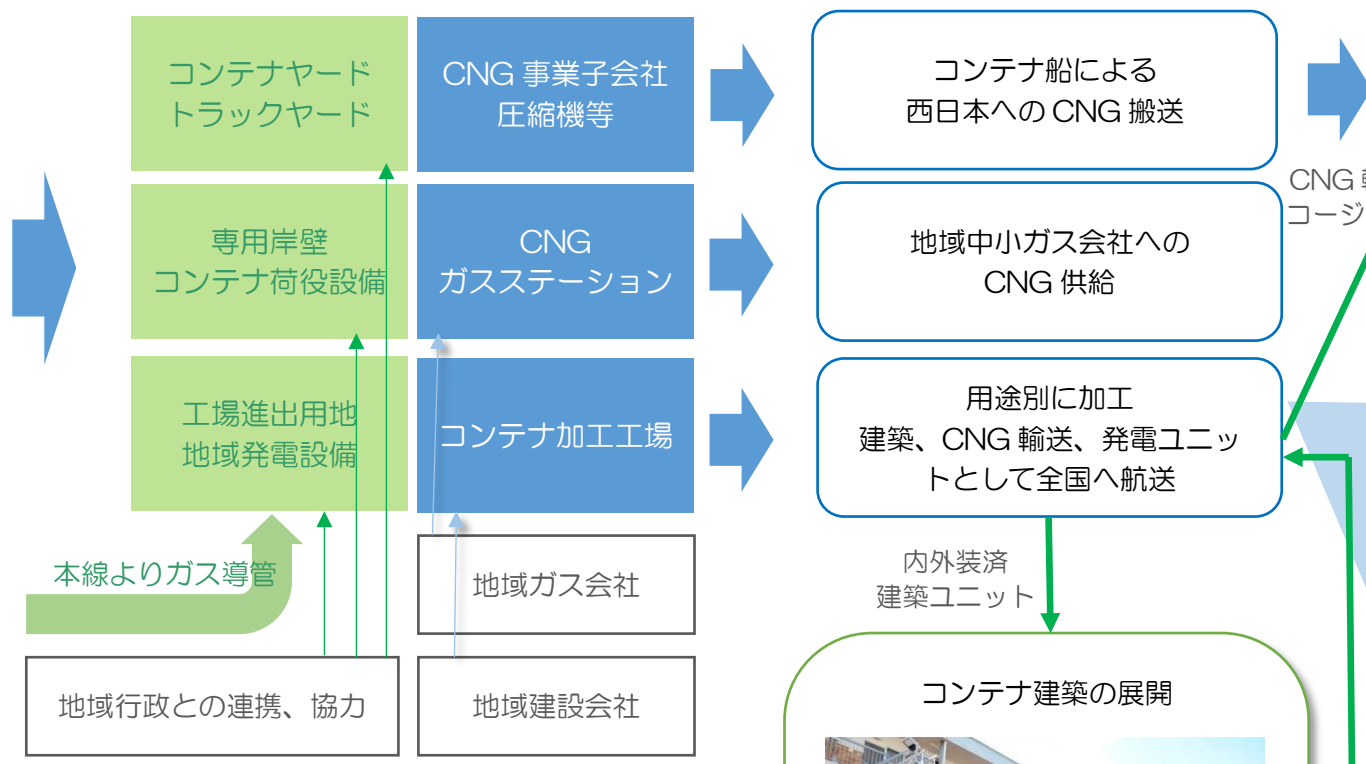 コンテナヤード
トラックヤード
CNG 事業子会社
圧縮機等
コンテナ船による
西日本への CNG 搬送
CNG
コージ
専用岸壁
コンテナ荷役設備
CNG
ガスステーション
地域中小ガス会社への
CNG 供給
工場進出用地
地域発電設備
コンテナ加工工場
用途別に加工
建築、CNG 輸送、発電ユニッ
トとして全国へ航送
本線よりガス導管
地域ガス会社
内外装済
建築ユニット
地域行政との連携、協力
地域建設会社
コンテナ建築の展開